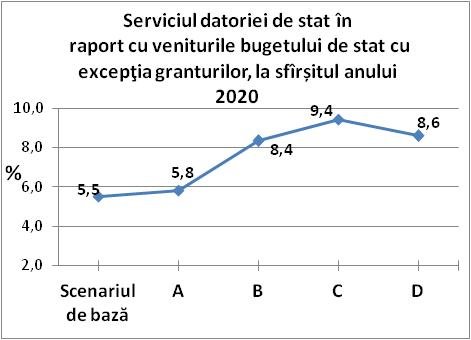 Serviciul datoriei de stat în
raport cu veniturile bugetului de stat cu
excepţia granturilor, la sfîrșitul anului
2020
10,0
8,0
6,0
4,0
2,0
%
5,5
5,8
8,4
9,4
8,6
Scenariul
de bază
A
B
C
D